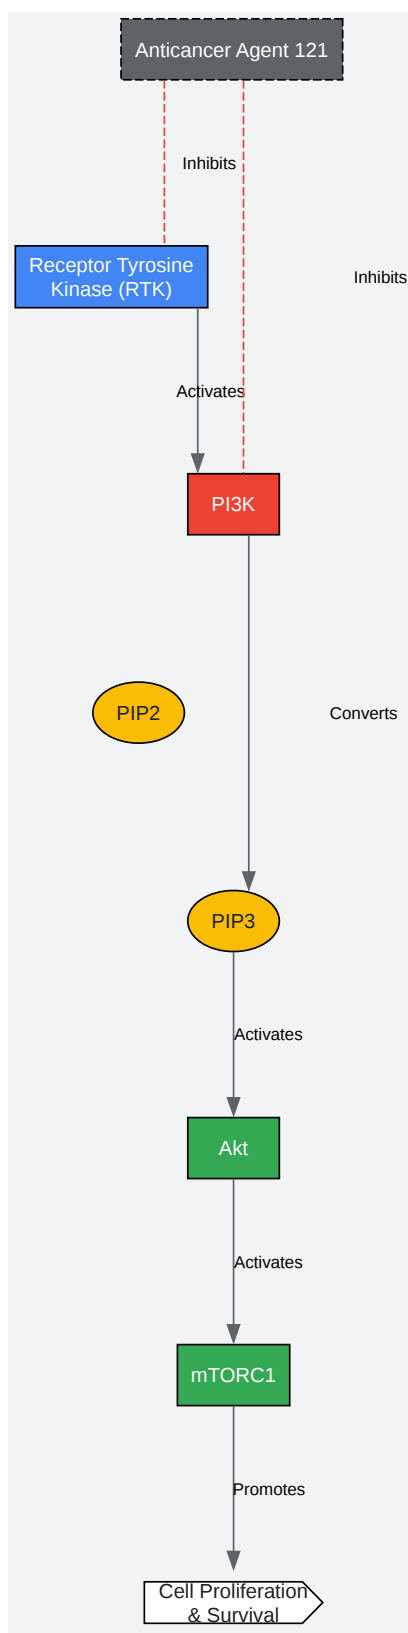 Anticancer Agent 121
Inhibits
Receptor Tyrosine
Kinase (RTK)
Inhibits
Activates
PI3K
PIP2
Converts
PIP3
Activates
Akt
Activates
mTORC1
Promotes
Cell Proliferation
& Survival